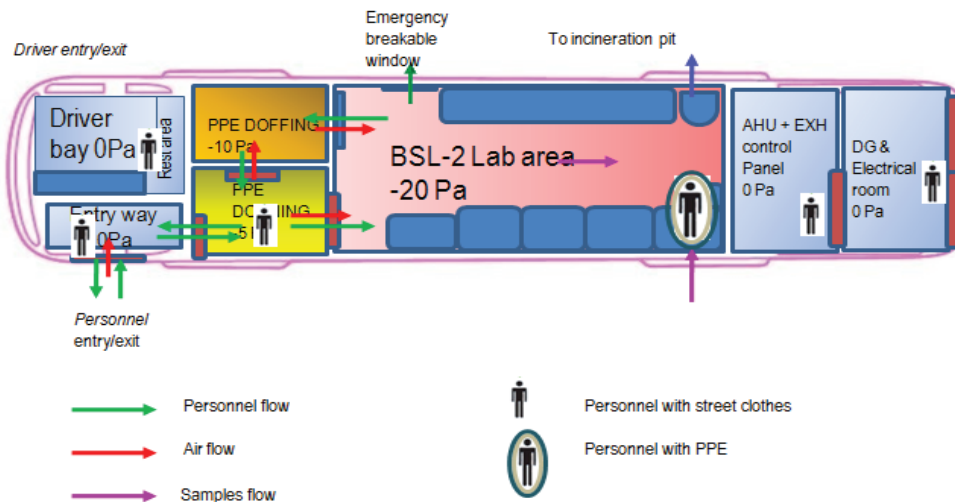 Emergency
breakable
window
To incineration pit
Driver entry/exit
Driver
bay 0Pa
Rest area
PPE DOFFING
-10 Pa
BSL-2 Lab area
-20 Pa
AHU + EXH
control
Panel
0 Pa
DG &
Electrical
room
0 Pa
PPE
Entry way
0Pa
Personnel
entry/exit
Personnel flow
Air flow
Samples flow
Personnel with street clothes
Personnel with PPE